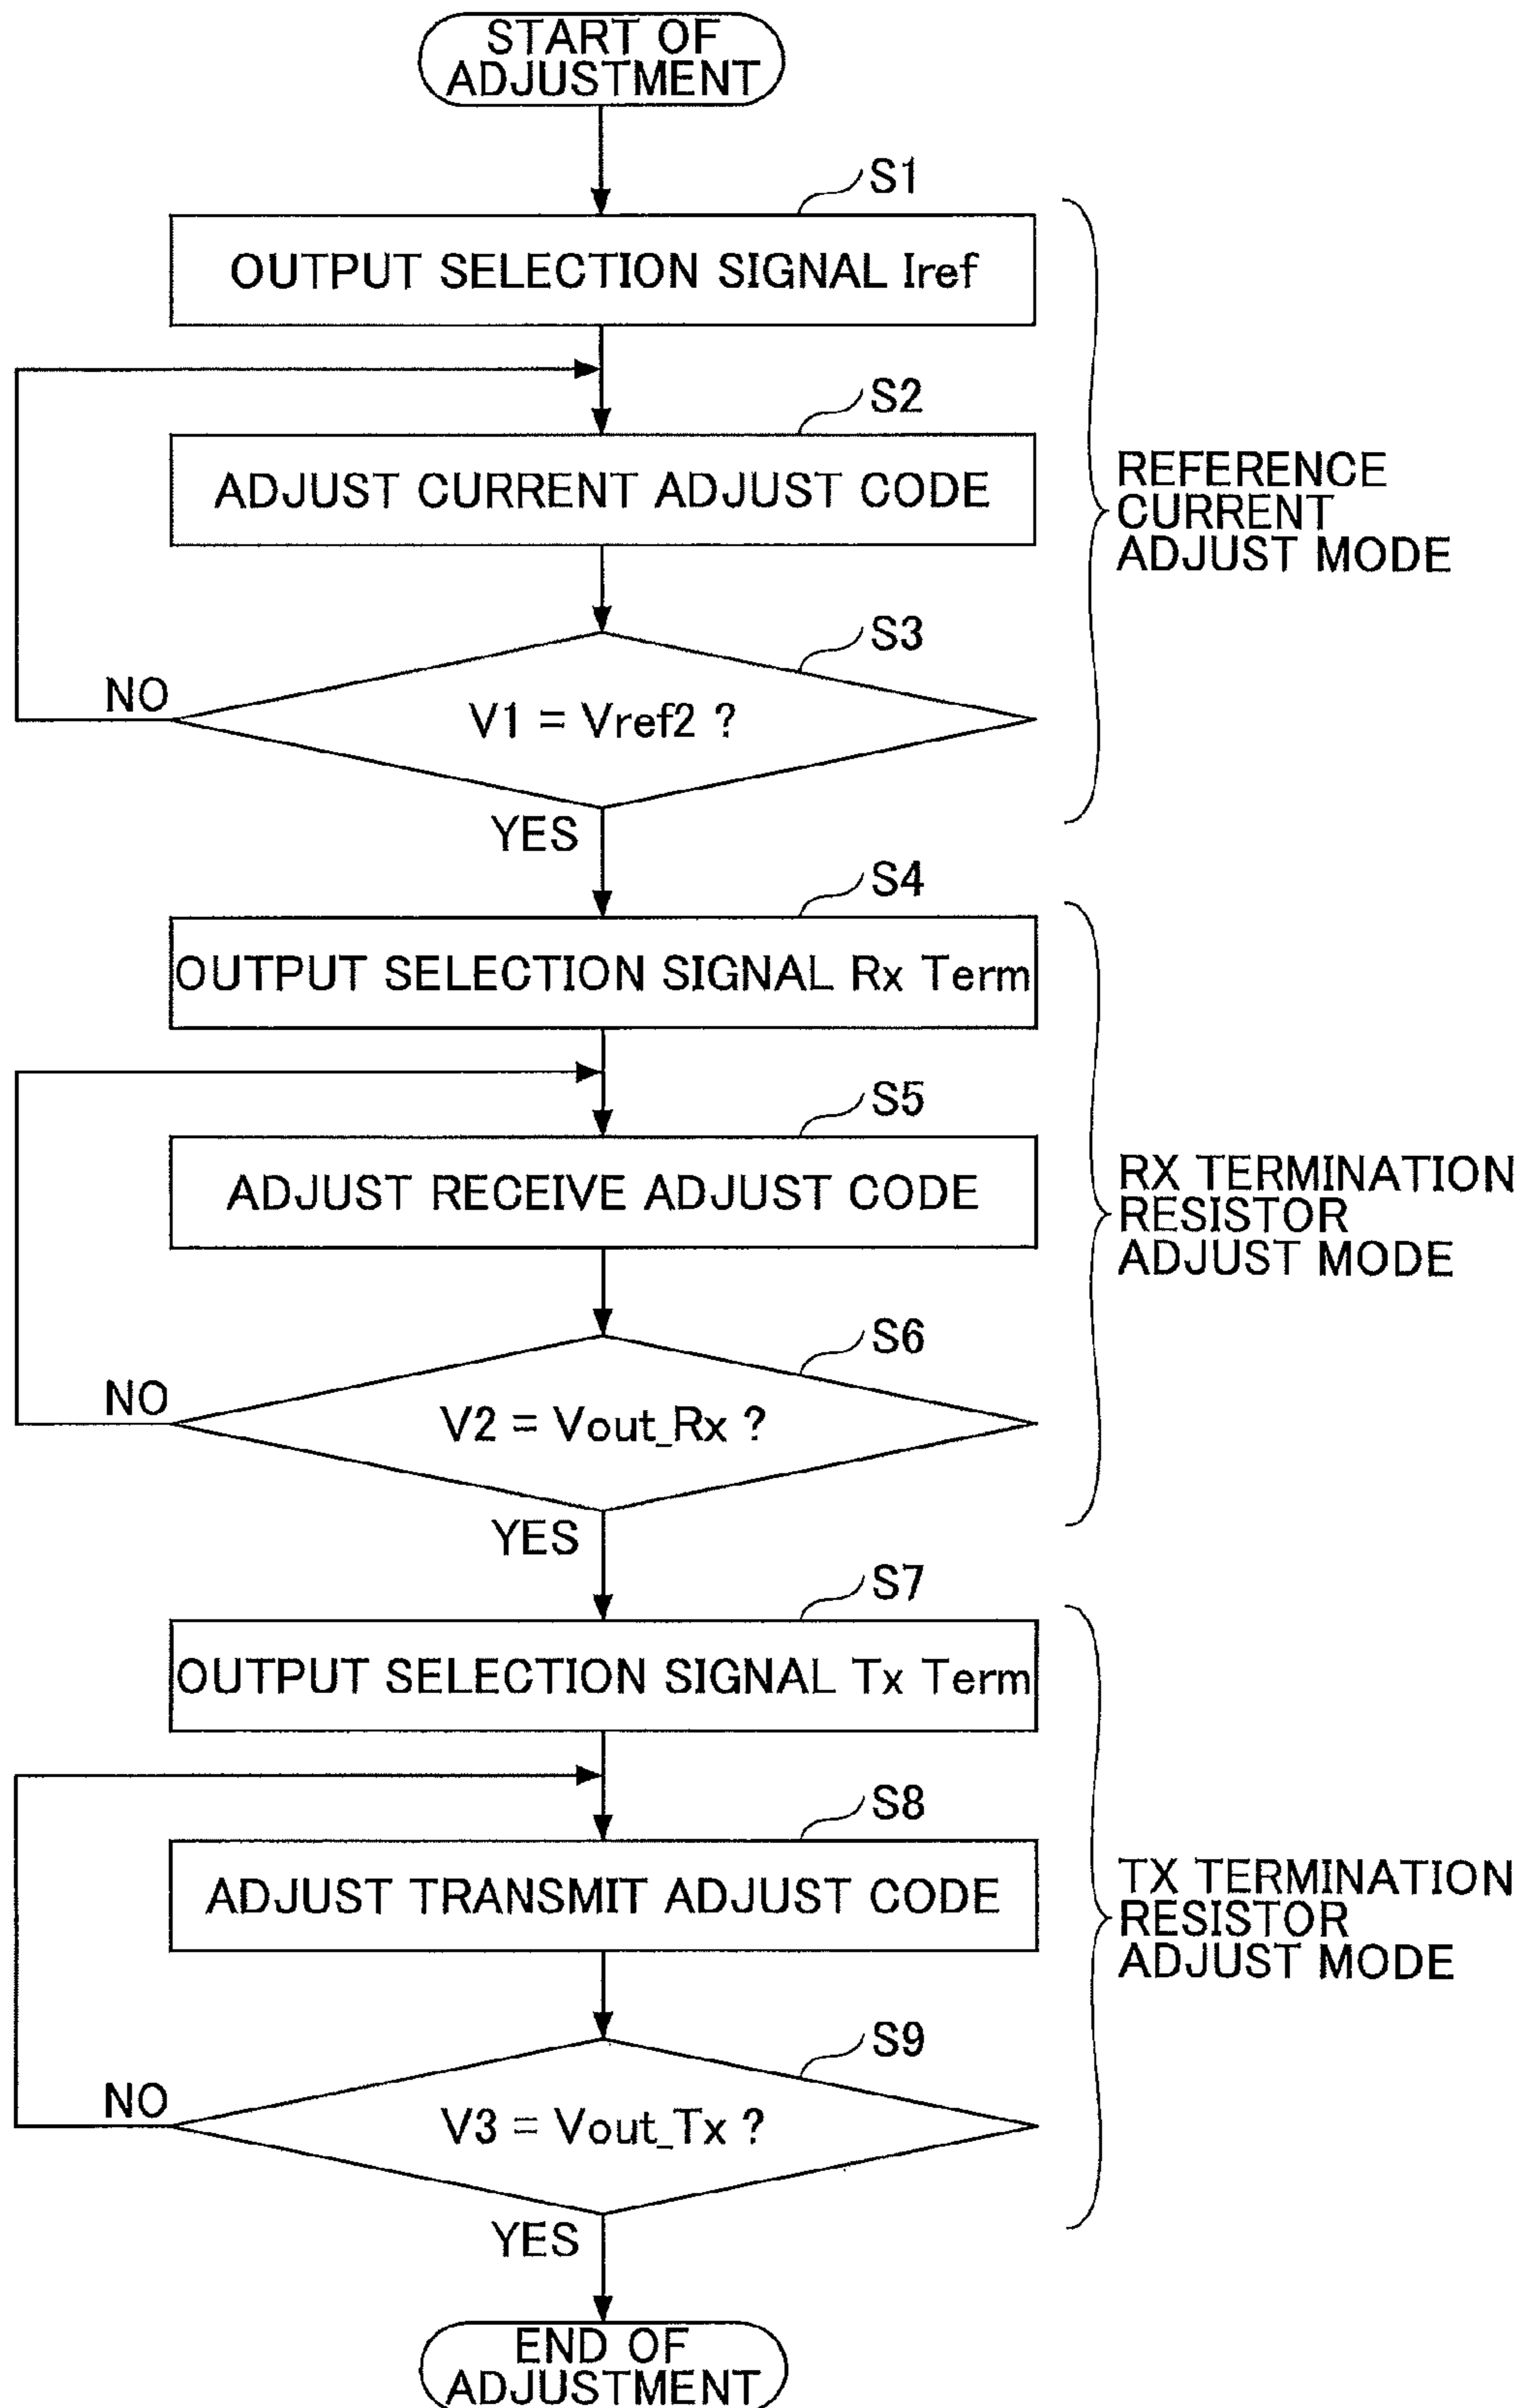 START OF
ADJUSTMENT
S1
OUTPUT SELECTION SIGNAL Iref
S2
ADJUST CURRENT ADJUST CODE
S3
V1 = Vref2 ?
NO
YES
REFERENCE
CURRENT
ADJUST MODE
S4
OUTPUT SELECTION SIGNAL Rx Term
S5
ADJUST RECEIVE ADJUST CODE
S6
V2 = Vout_Rx ?
NO
YES
RX TERMINATION
RESISTOR
ADJUST MODE
S7
OUTPUT SELECTION SIGNAL Tx Term
S8
ADJUST TRANSMIT ADJUST CODE
S9
V3 = Vout_Tx ?
NO
YES
TX TERMINATION
RESISTOR
ADJUST MODE
END OF
ADJUSTMENT